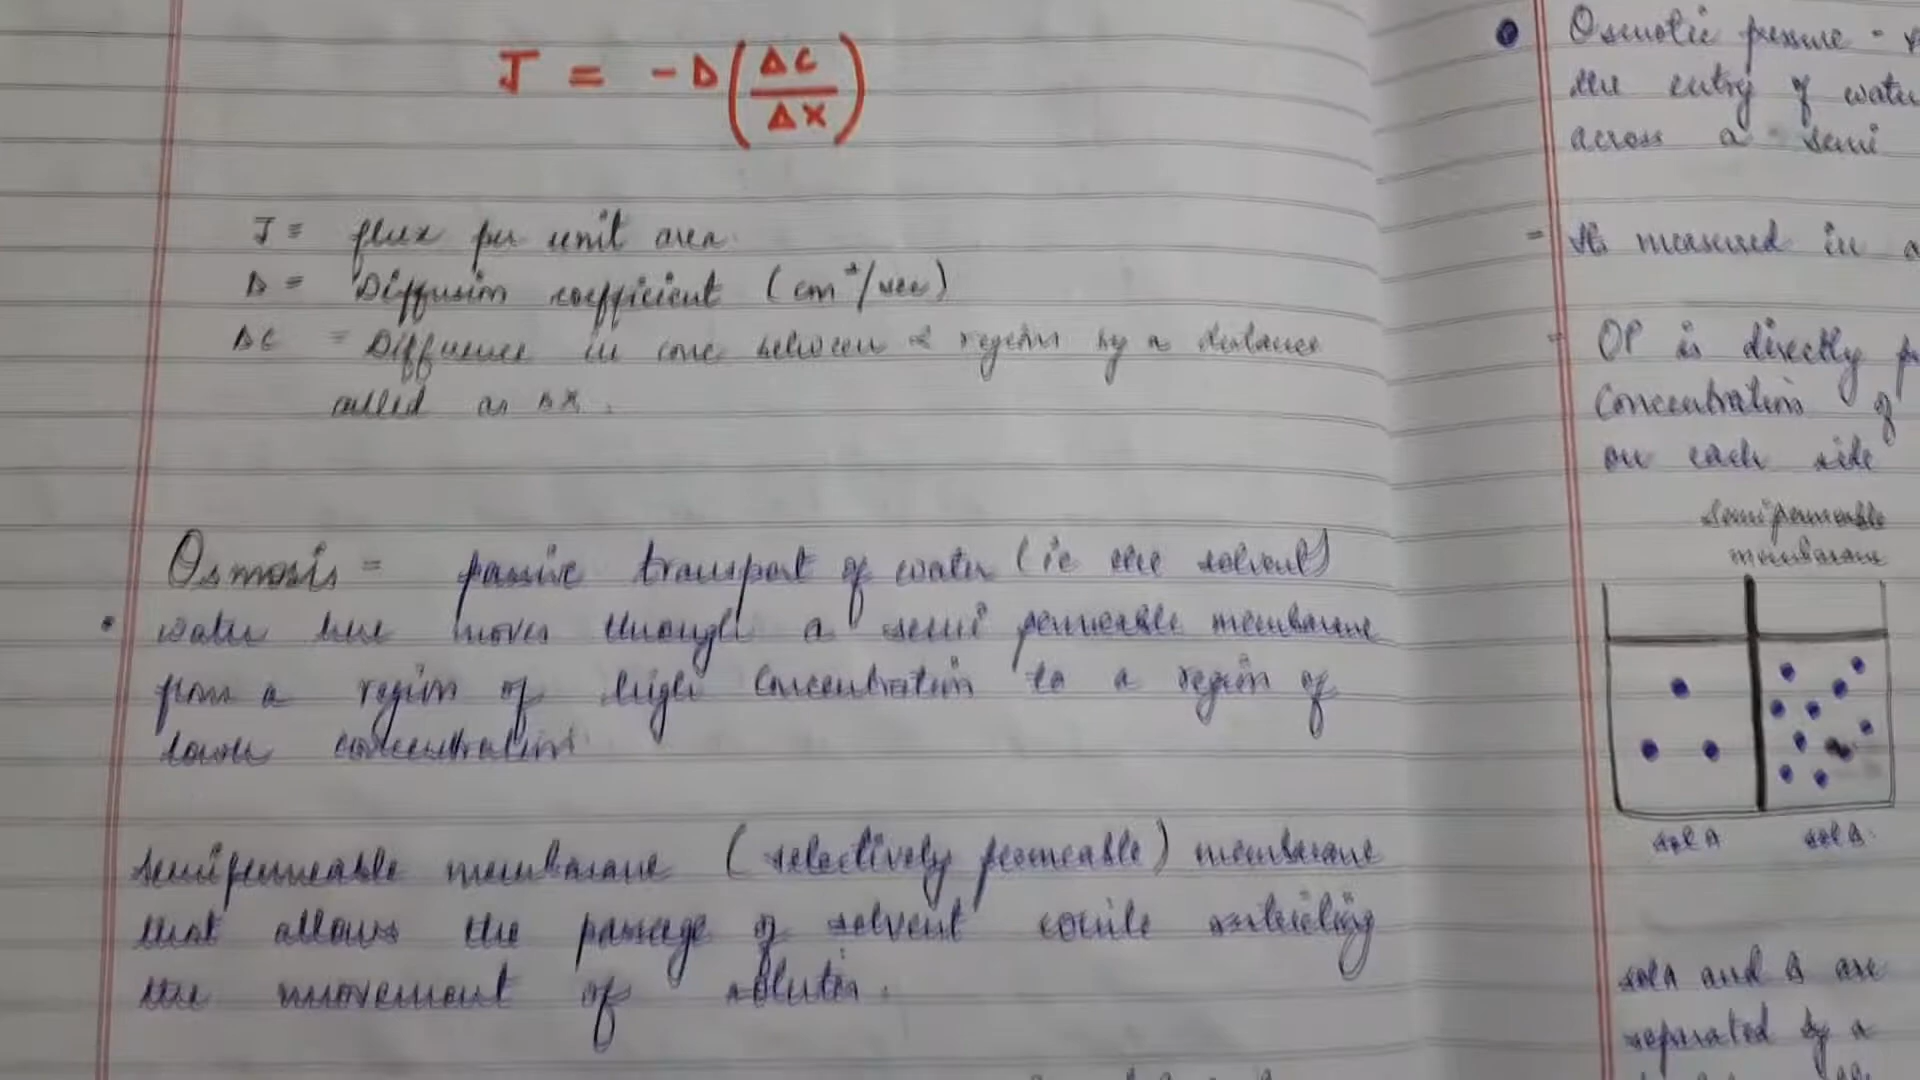 J = -D(ΔC/ΔX)
J = flux per unit area.
D = Diffusion coefficient (cm²/sec)
ΔC = Difference in conc between 2 regions by a distance
called as ΔX.
Osmosis = passive transport of water (ie the solvent)
• water here moves through a semi permeable membrane
from a region of high concentration to a region of
lower concentration.
semipermeable membrane (selectively permeable) membrane
that allows the passage of solvent while restricting
the movement of solutes.
• Osmotic pressure -
the entry of water
across a semi
- Its measured in
- OP is directly
Concentration of
on each side
semipermeable
membrane
sol A sol B.
sol A and B are
separated by a